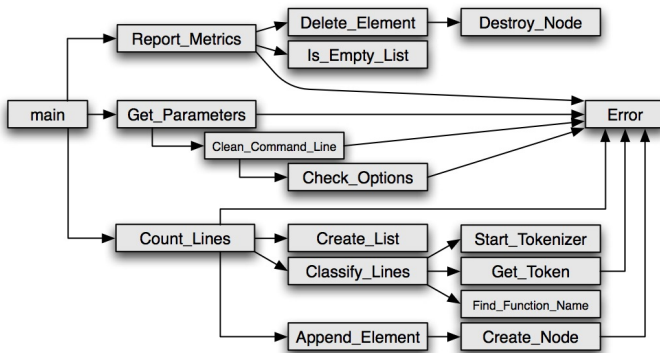 Delete_Element
Destroy_Node
Report_Metrics
Is_Empty_List
main
Get_Parameters
Error
Clean_Command_Line
Check_Options
Count_Lines
Create_List
Start_Tokenizer
Classify_Lines
Get_Token
Find_Function_Name
Append_Element
Create_Node